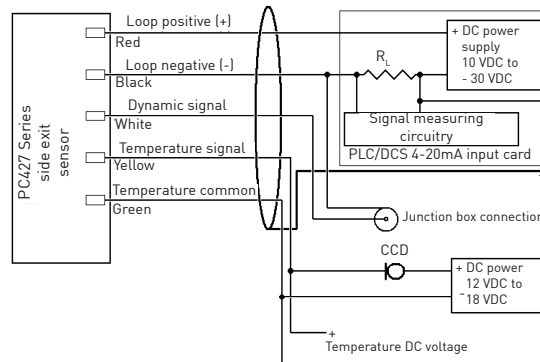 Loop positive (+)
Red
Loop negative (-)
Black
Dynamic signal
White
Temperature signal
Yellow
Temperature common
Green
PC427 Series
side exit
sensor
RL
+ DC power
supply
10 VDC to
- 30 VDC
Signal measuring
circuitry
PLC/DCS 4-20mA input card
Junction box connection
CCD
+ DC power
12 VDC to
- 18 VDC
+
Temperature DC voltage